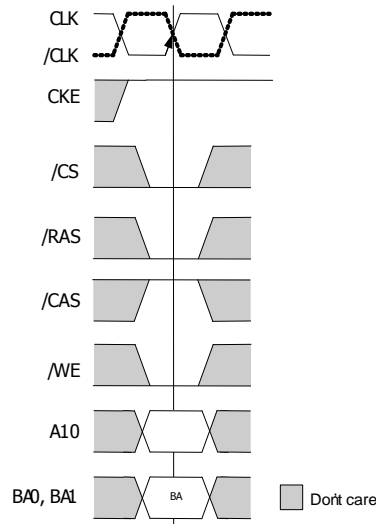 CLK
/CLK
CKE
/CS
/RAS
/CAS
/WE
A10
BA0, BA1
BA
Don't care